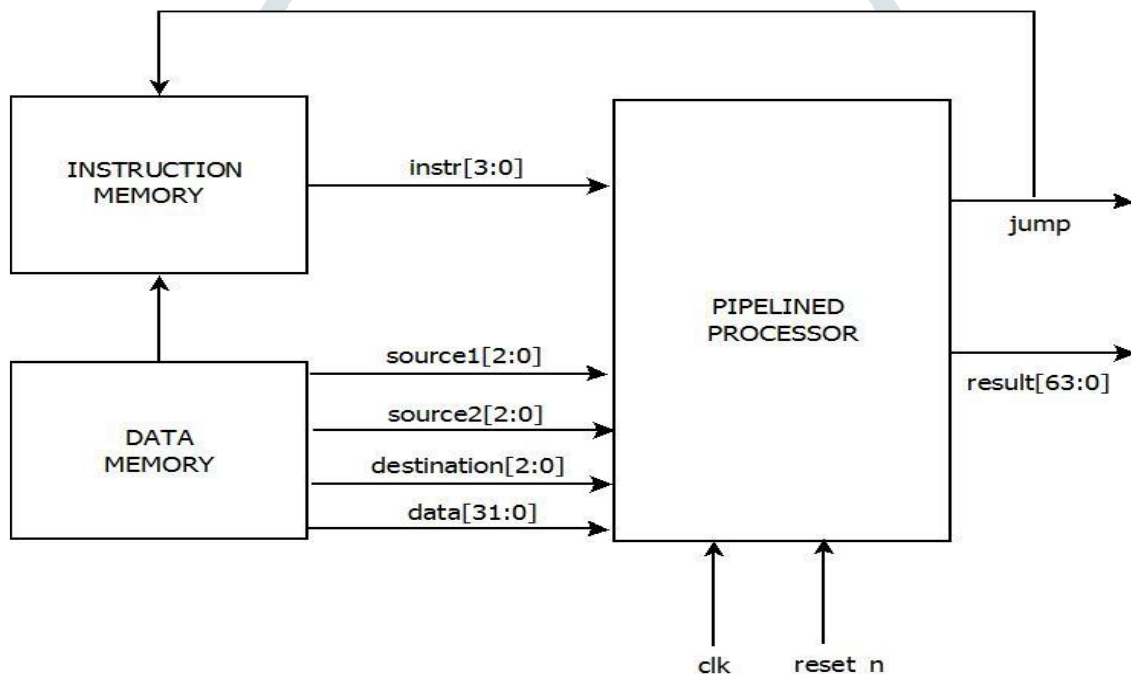 INSTRUCTION
MEMORY
instr[3:0]
jump
PIPELINED
PROCESSOR
source1[2:0]
source2[2:0]
destination[2:0]
data[31:0]
result[63:0]
DATA
MEMORY
clk
reset n